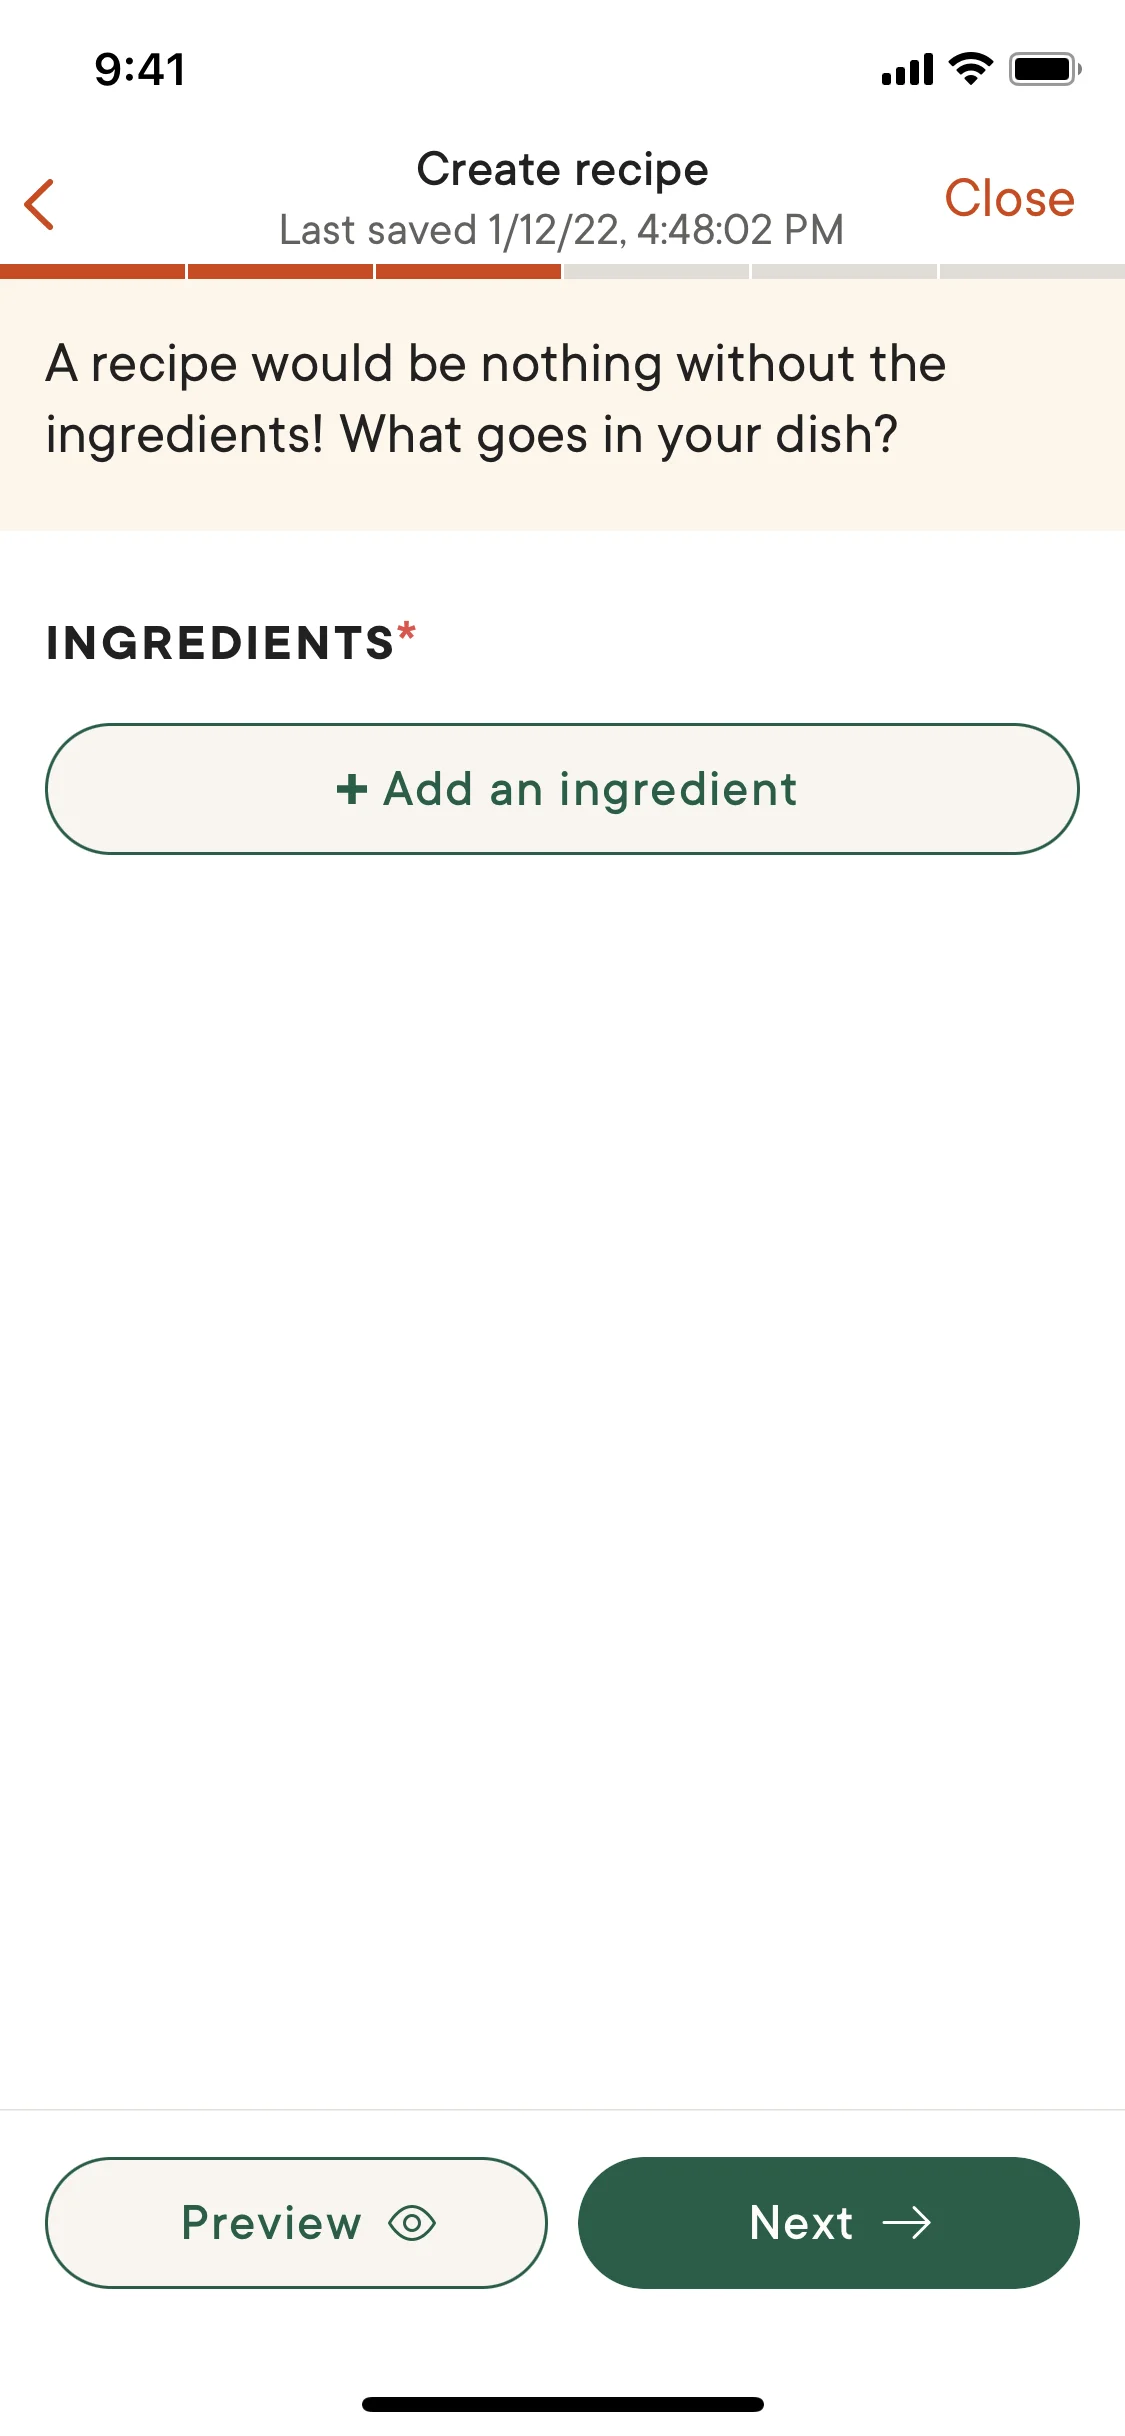 9:41
Create recipe
Close
Last saved 1/12/22, 4:48:02 PM
A recipe would be nothing without the
ingredients! What goes in your dish?
INGREDIENTS*
+ Add an ingredient
Preview
Next